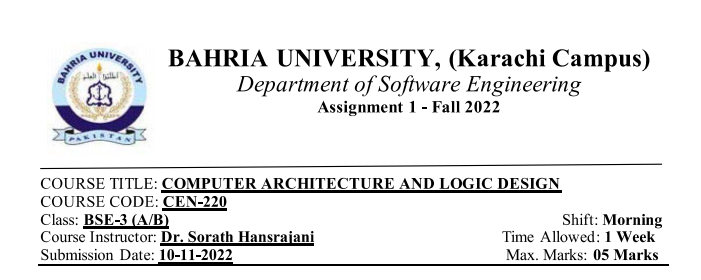 BAHRIA UNIVERSITY, (Karachi Campus)
Department of Software Engineering
Assignment 1 - Fall 2022
BAHRIA UNIVERSITY
PAKISTAN
COURSE TITLE: COMPUTER ARCHITECTURE AND LOGIC DESIGN
COURSE CODE: CEN-220
Class: BSE-3 (A/B) Shift: Morning
Course Instructor: Dr. Sorath Hansrajani Time Allowed: 1 Week
Submission Date: 10-11-2022 Max. Marks: 05 Marks